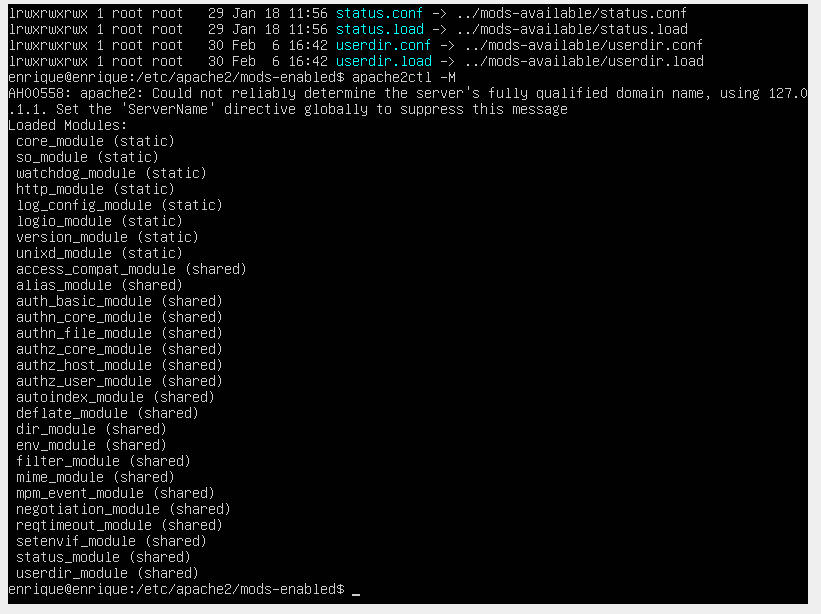 lrwxrwxrwx 1 root root   29 Jan 18 11:56 status.conf -> ../mods-available/status.conf
lrwxrwxrwx 1 root root   29 Jan 18 11:56 status.load -> ../mods-available/status.load
lrwxrwxrwx 1 root root   30 Feb  6 16:42 userdir.conf -> ../mods-available/userdir.conf
lrwxrwxrwx 1 root root   30 Feb  6 16:42 userdir.load -> ../mods-available/userdir.load
enrique@enrique:/etc/apache2/mods-enabled$ apache2ctl -M
AH00558: apache2: Could not reliably determine the server's fully qualified domain name, using 127.0
.1.1. Set the 'ServerName' directive globally to suppress this message
Loaded Modules:
 core_module (static)
 so_module (static)
 watchdog_module (static)
 http_module (static)
 log_config_module (static)
 logio_module (static)
 version_module (static)
 unixd_module (static)
 access_compat_module (shared)
 alias_module (shared)
 auth_basic_module (shared)
 authn_core_module (shared)
 authn_file_module (shared)
 authz_core_module (shared)
 authz_host_module (shared)
 authz_user_module (shared)
 autoindex_module (shared)
 deflate_module (shared)
 dir_module (shared)
 env_module (shared)
 filter_module (shared)
 mime_module (shared)
 mpm_event_module (shared)
 negotiation_module (shared)
 reqtimeout_module (shared)
 setenvif_module (shared)
 status_module (shared)
 userdir_module (shared)
enrique@enrique:/etc/apache2/mods-enabled$ _